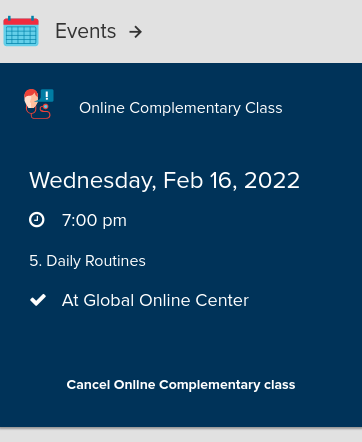 Events →
Online Complementary Class
Wednesday, Feb 16, 2022
7:00 pm
5. Daily Routines
At Global Online Center
Cancel Online Complementary class